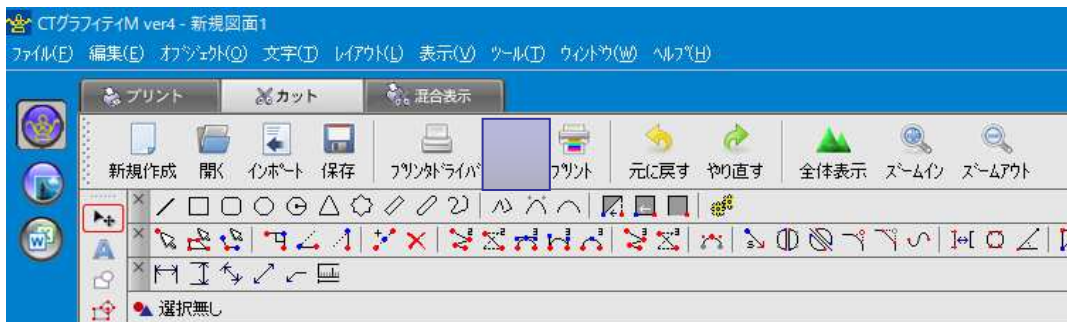 CTグラフィティM ver4 - 新規図面1
ファイル(F) 編集(E) オブジェクト(O) 文字(T) レイアウト(L) 表示(V) ツール(T) ウィンドウ(W) ヘルプ(H)
プリント カット 混合表示
新規作成 開く インポート 保存 プリンタドライバ プリント 元に戻す やり直す 全体表示 ズームイン ズームアウト
A
W
選択無し